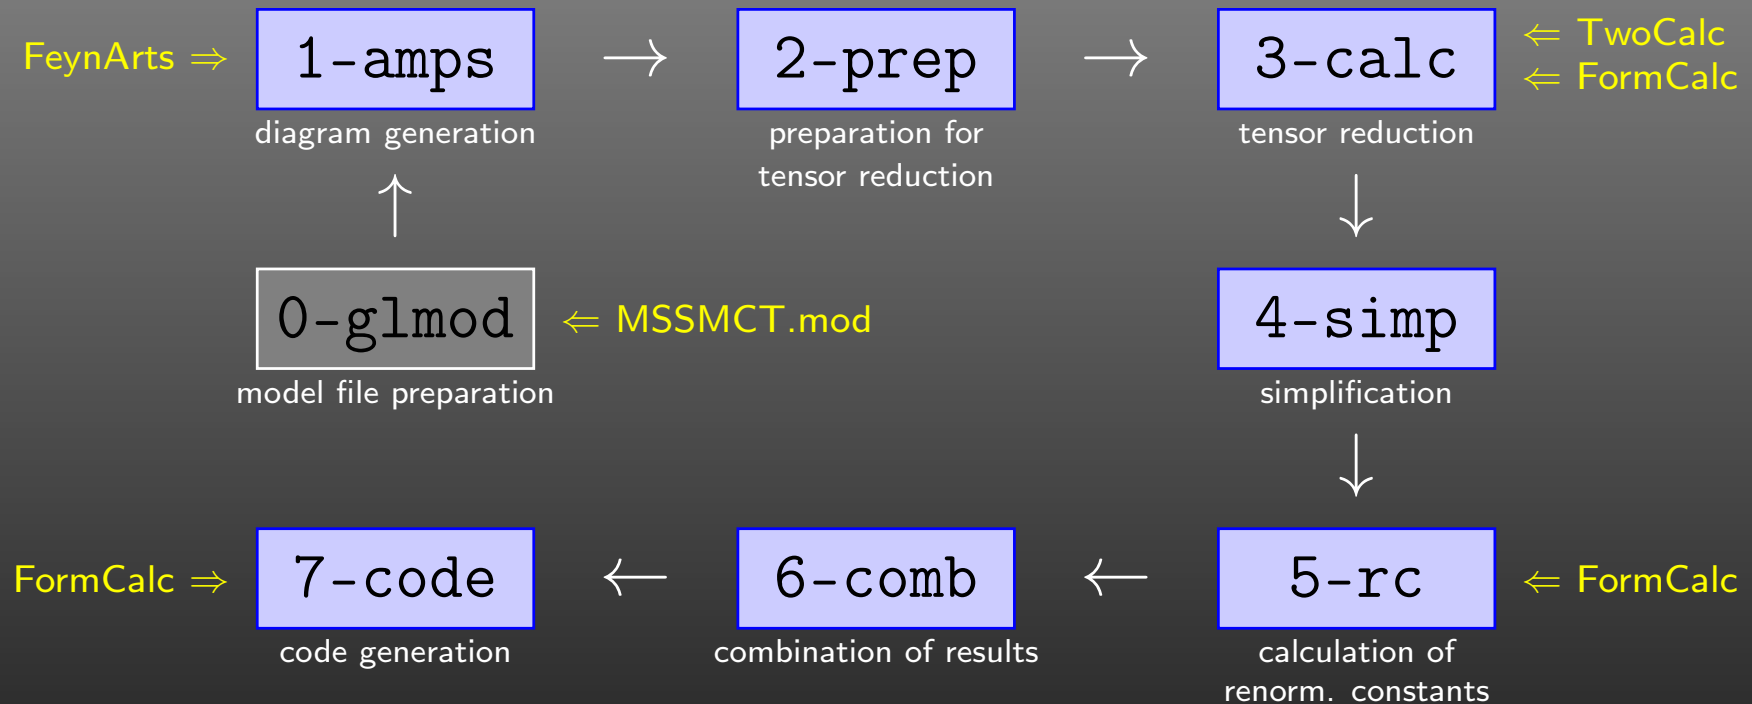 FeynArts ⇒ 1-amps → 2-prep → 3-calc ⇐ TwoCalc
⇐ FormCalc
diagram generation
preparation for
tensor reduction
tensor reduction
↑
↓
0-glmod ⇐ MSSMCT.mod
model file preparation
4-simp
simplification
↓
FormCalc ⇒ 7-code ← 6-comb ← 5-rc ⇐ FormCalc
code generation
combination of results
calculation of
renorm. constants